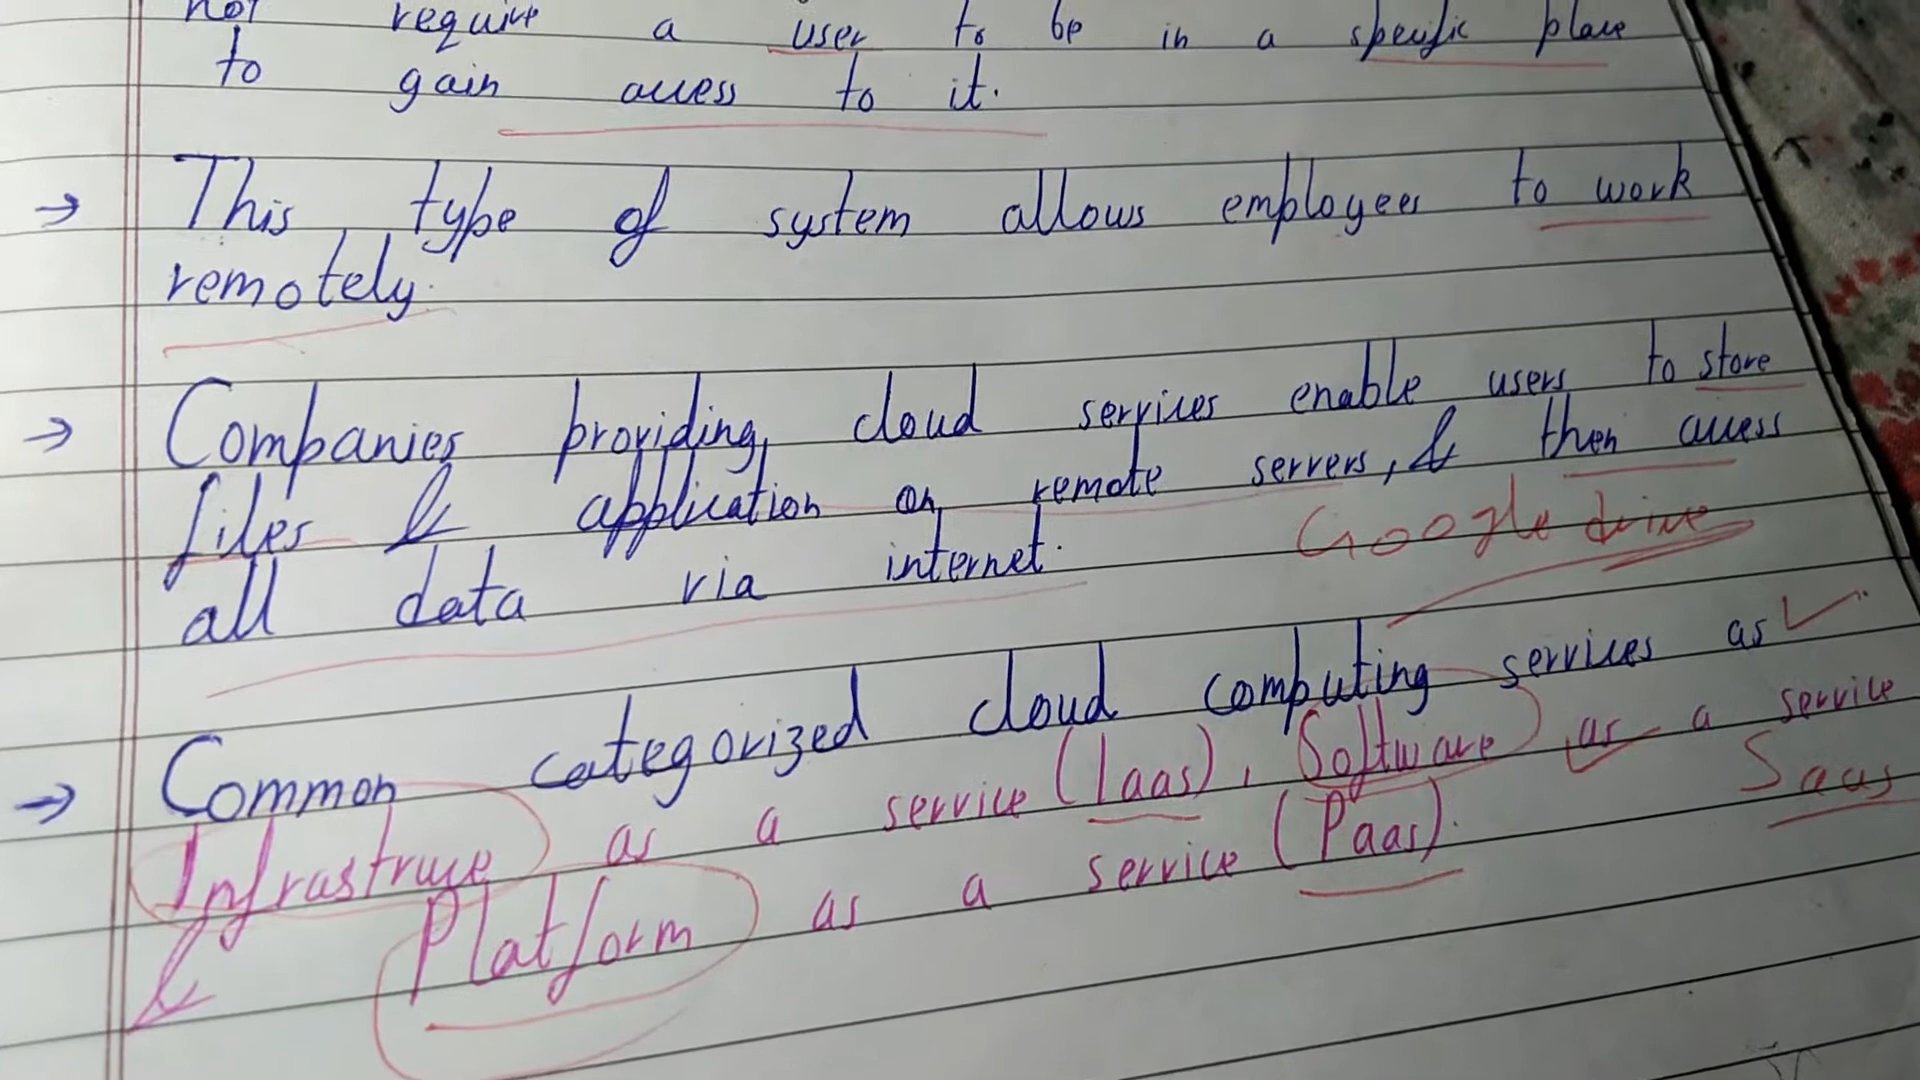 not require a user to be in a specific place
to gain access to it.
→ This type of system allows employees to work
remotely.
→ Companies providing cloud services enable users to store
files & application on remote servers, & then access
all data via internet.
Google drive
→ Common categorized cloud computing services as
Infrastruce as a service (Iaas), Software as a service
Saas
& Platform as a service (Paas).